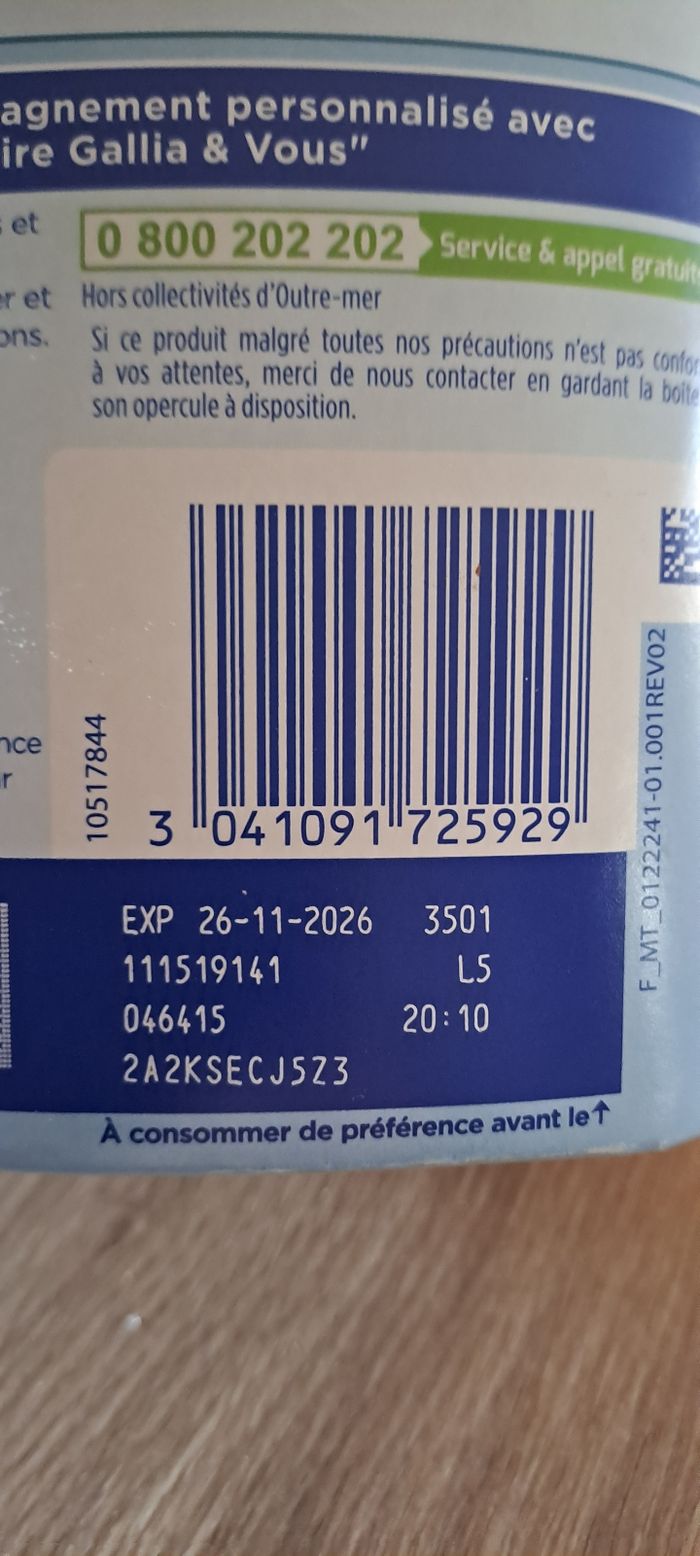 agnement personnalisé avec
ire Gallia & Vous"
et
0 800 202 202 Service & appel gratuit
er et
Hors collectivités d'Outre-mer
ons.
Si ce produit malgré toutes nos précautions n'est pas confor
à vos attentes, merci de nous contacter en gardant la boîte
son opercule à disposition.
nce
r
10517844
3 041091 725929
F_MT_0122241-01.001REV02
EXP 26-11-2026 3501
111519141 L5
046415 20:10
2A2KSECJ5Z3
À consommer de préférence avant le↑